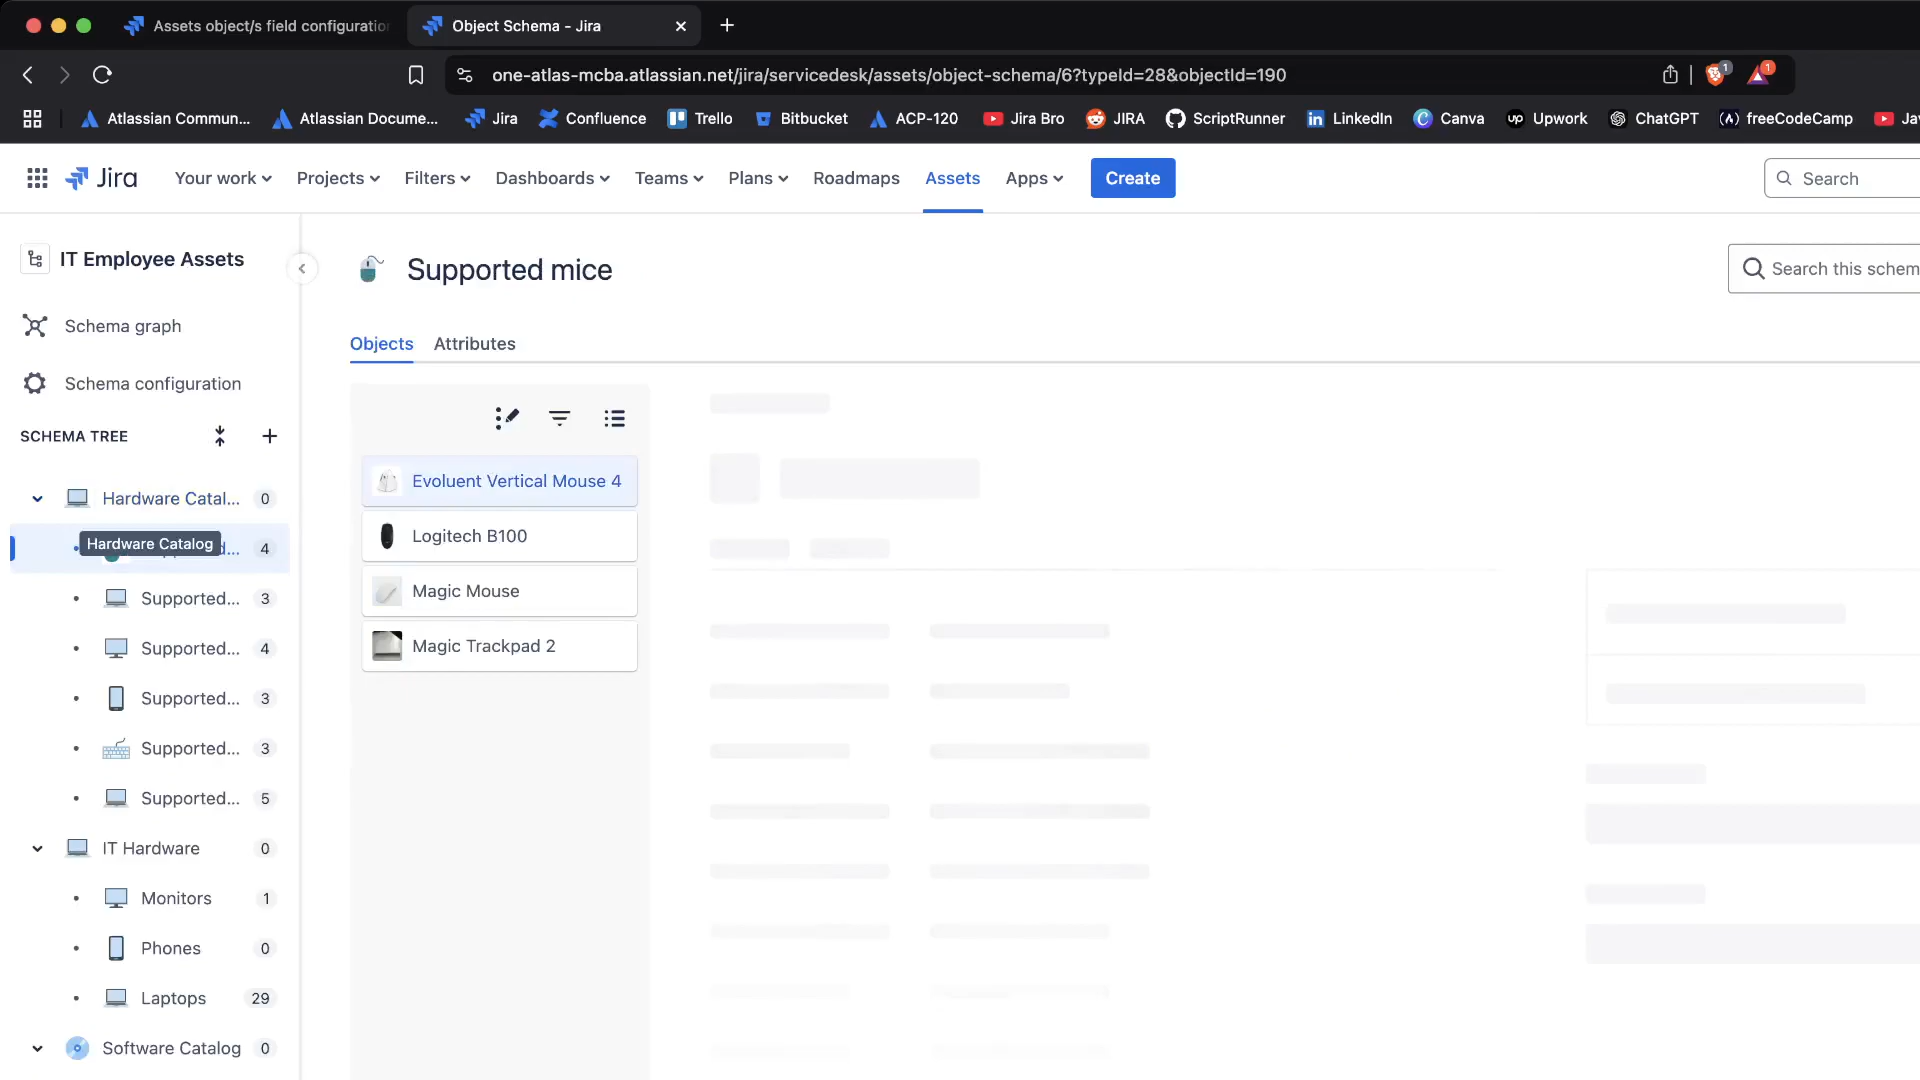 Assets object/s field configuratio
Object Schema - Jira
one-atlas-mcba.atlassian.net/jira/servicedesk/assets/object-schema/6?typeId=28&objectId=190
1
1
Atlassian Commun...
Atlassian Docume...
Jira
Confluence
Trello
Bitbucket
ACP-120
Jira Bro
JIRA
ScriptRunner
LinkedIn
Canva
Upwork
ChatGPT
freeCodeCamp
Ja
Jira
Your work
Projects
Filters
Dashboards
Teams
Plans
Roadmaps
Assets
Apps
Create
Search
IT Employee Assets
Schema graph
Schema configuration
SCHEMA TREE
Hardware Catal... 0
Hardware Catalog
4
Supported... 3
Supported... 4
Supported... 3
Supported... 3
Supported... 5
IT Hardware 0
Monitors 1
Phones 0
Laptops 29
Software Catalog 0
Supported mice
Search this schem
Objects
Attributes
Evoluent Vertical Mouse 4
Logitech B100
Magic Mouse
Magic Trackpad 2